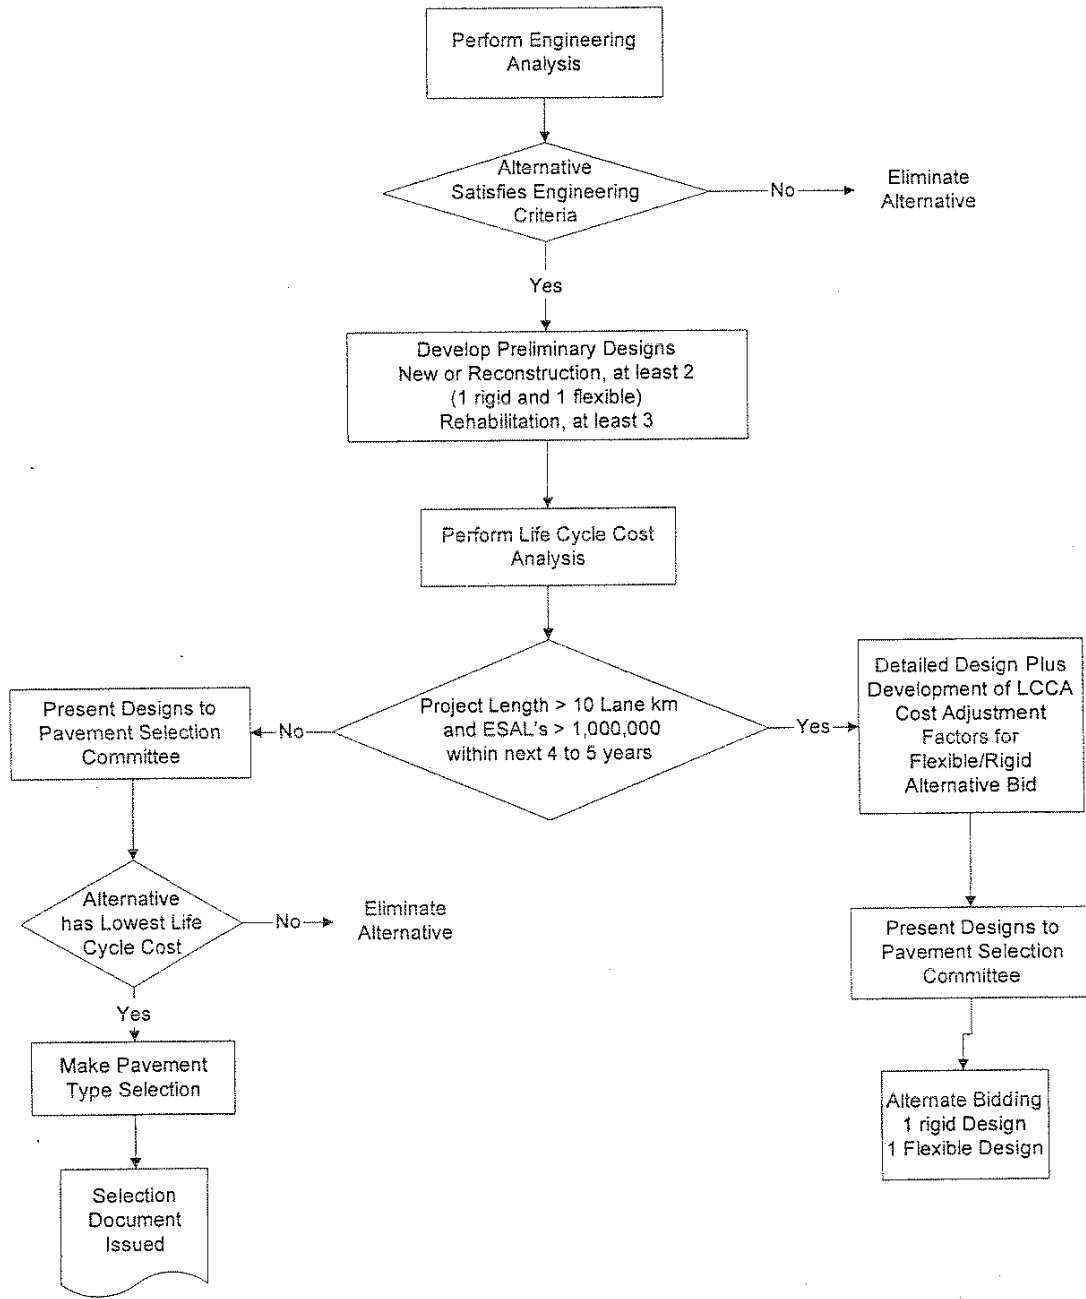 Perform Engineering
Analysis
Alternative
Satisfies Engineering
Criteria
No
Eliminate
Alternative
Yes
Develop Preliminary Designs
New or Reconstruction, at least 2
(1 rigid and 1 flexible)
Rehabilitation, at least 3
Perform Life Cycle Cost
Analysis
Project Length > 10 Lane km
and ESAL's > 1,000,000
within next 4 to 5 years
No
Present Designs to
Pavement Selection
Committee
Alternative
has Lowest Life
Cycle Cost
No
Eliminate
Alternative
Yes
Make Pavement
Type Selection
Selection
Document
Issued
Yes
Detailed Design Plus
Development of LCCA
Cost Adjustment
Factors for
Flexible/Rigid
Alternative Bid
Present Designs to
Pavement Selection
Committee
Alternate Bidding
1 rigid Design
1 Flexible Design